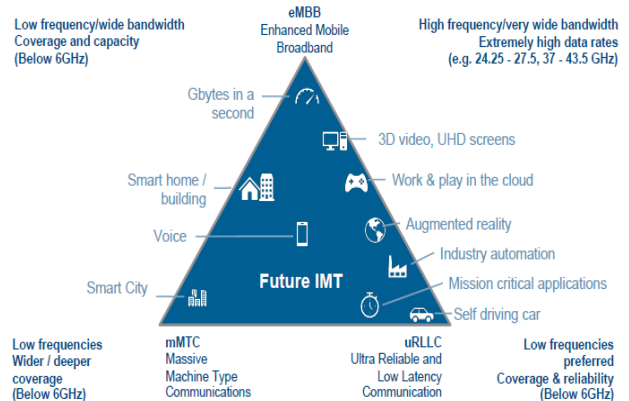 eMBB
Enhanced Mobile
Broadband
Low frequency/wide bandwidth
Coverage and capacity
(Below 6GHz)
High frequency/very wide bandwidth
Extremely high data rates
(e.g. 24.25 - 27.5, 37 - 43.5 GHz)
Gbytes in a
second
3D video, UHD screens
Smart home /
building
Work & play in the cloud
Voice
Augmented reality
Industry automation
Smart City
Future IMT
Mission critical applications
Self driving car
Low frequencies
Wider / deeper
coverage
(Below 6GHz)
mMTC
Massive
Machine Type
Communications
uRLLC
Ultra Reliable and
Low Latency
Communication
Low frequencies
preferred
Coverage & reliability
(Below 6GHz)